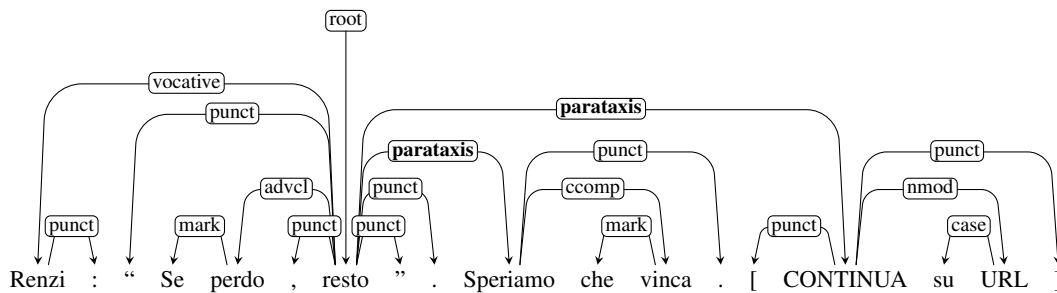 root
vocative
parataxis
punct
parataxis punct punct
advcl punct ccomp nmod
punct mark punct punct mark punct case
Renzi : “ Se perdo , resto ” . Speriamo che vinca . [ CONTINUA su URL ]